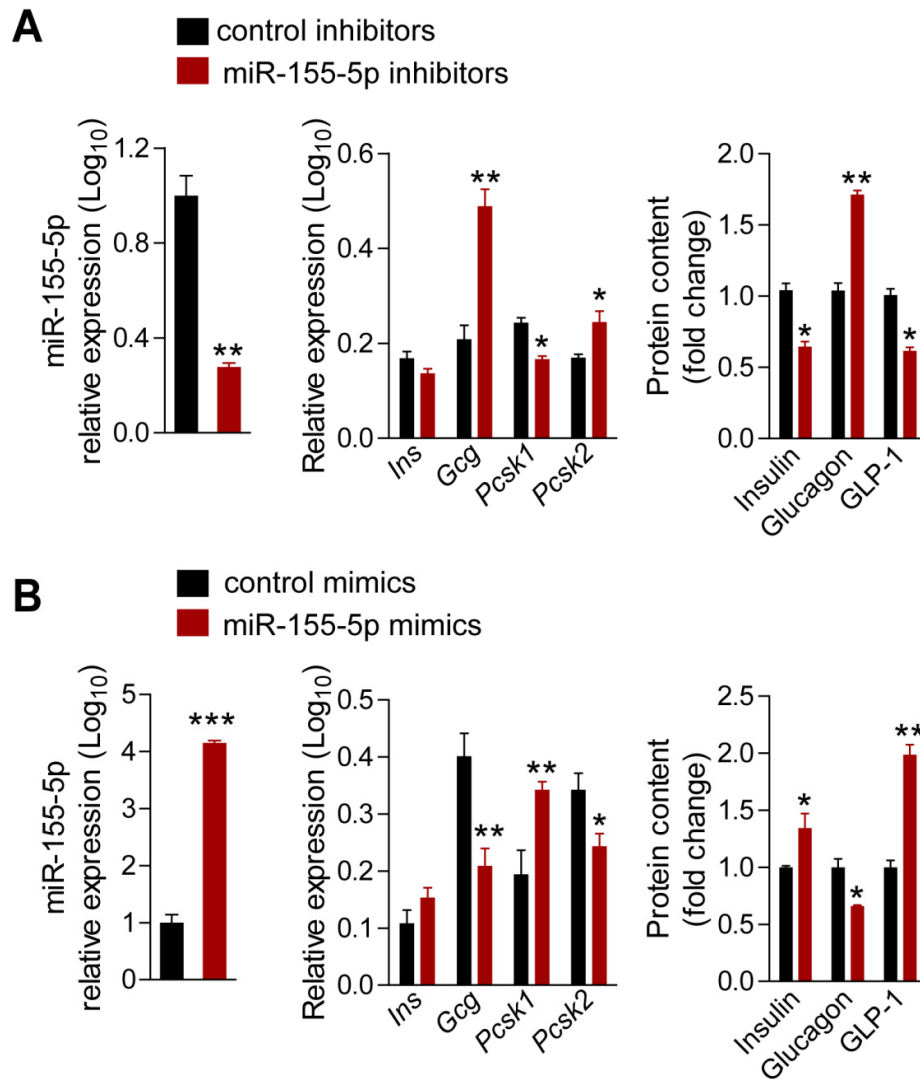 A
control inhibitors
miR-155-5p inhibitors
miR-155-5p
relative expression (Log10)
1.2
0.8
0.4
0.0
**
Relative expression (Log10)
0.6
0.4
0.2
0.0
**
*
*
Ins
Gcg
Pcsk1
Pcsk2
Protein content
(fold change)
2.0
1.5
1.0
0.5
0.0
*
**
*
Insulin
Glucagon
GLP-1
B
control mimics
miR-155-5p mimics
miR-155-5p
relative expression (Log10)
5
4
3
2
1
0
***
Relative expression (Log10)
0.5
0.4
0.3
0.2
0.1
0.0
**
**
*
Ins
Gcg
Pcsk1
Pcsk2
Protein content
(fold change)
2.5
2.0
1.5
1.0
0.5
0.0
*
*
**
Insulin
Glucagon
GLP-1